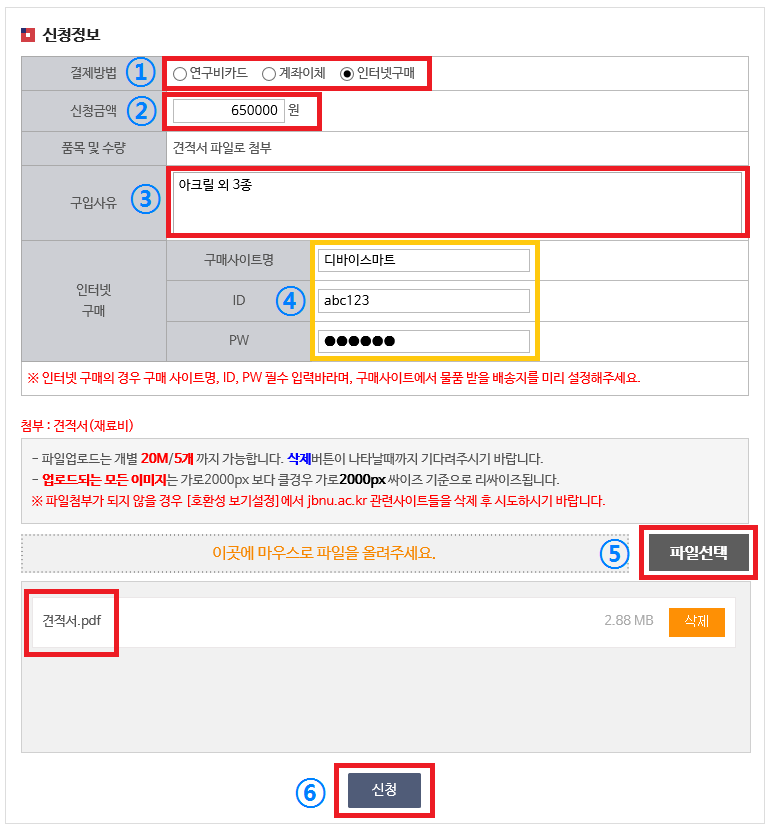 신청정보
결제방법 ① 연구비카드 계좌이체 인터넷구매
신청금액 ② 650000 원
품목 및 수량 견적서 파일로 첨부
구입사유 ③ 아크릴 외 3종
인터넷 구매
구매사이트명 디바이스마트
ID ④ abc123
PW ●●●●●●
※ 인터넷 구매의 경우 구매 사이트명, ID, PW 필수 입력바라며, 구매사이트에서 물품 받을 배송지를 미리 설정해주세요.
첨부 : 견적서(재료비)
- 파일업로드는 개별 20M/5개 까지 가능합니다. 삭제버튼이 나타날때까지 기다려주시기 바랍니다.
- 업로드되는 모든 이미지는 가로2000px 보다 클경우 가로2000px 싸이즈 기준으로 리싸이즈됩니다.
※ 파일첨부가 되지 않을 경우 [호환성 보기설정]에서 jbnu.ac.kr 관련사이트들을 삭제 후 시도하시기 바랍니다.
이곳에 마우스로 파일을 올려주세요. ⑤ 파일선택
견적서.pdf 2.88 MB 삭제
⑥ 신청